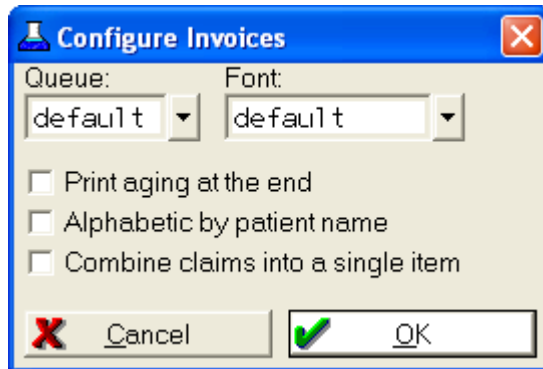 Configure Invoices
Queue: Font:
default default
Print aging at the end
Alphabetic by patient name
Combine claims into a single item
Cancel OK